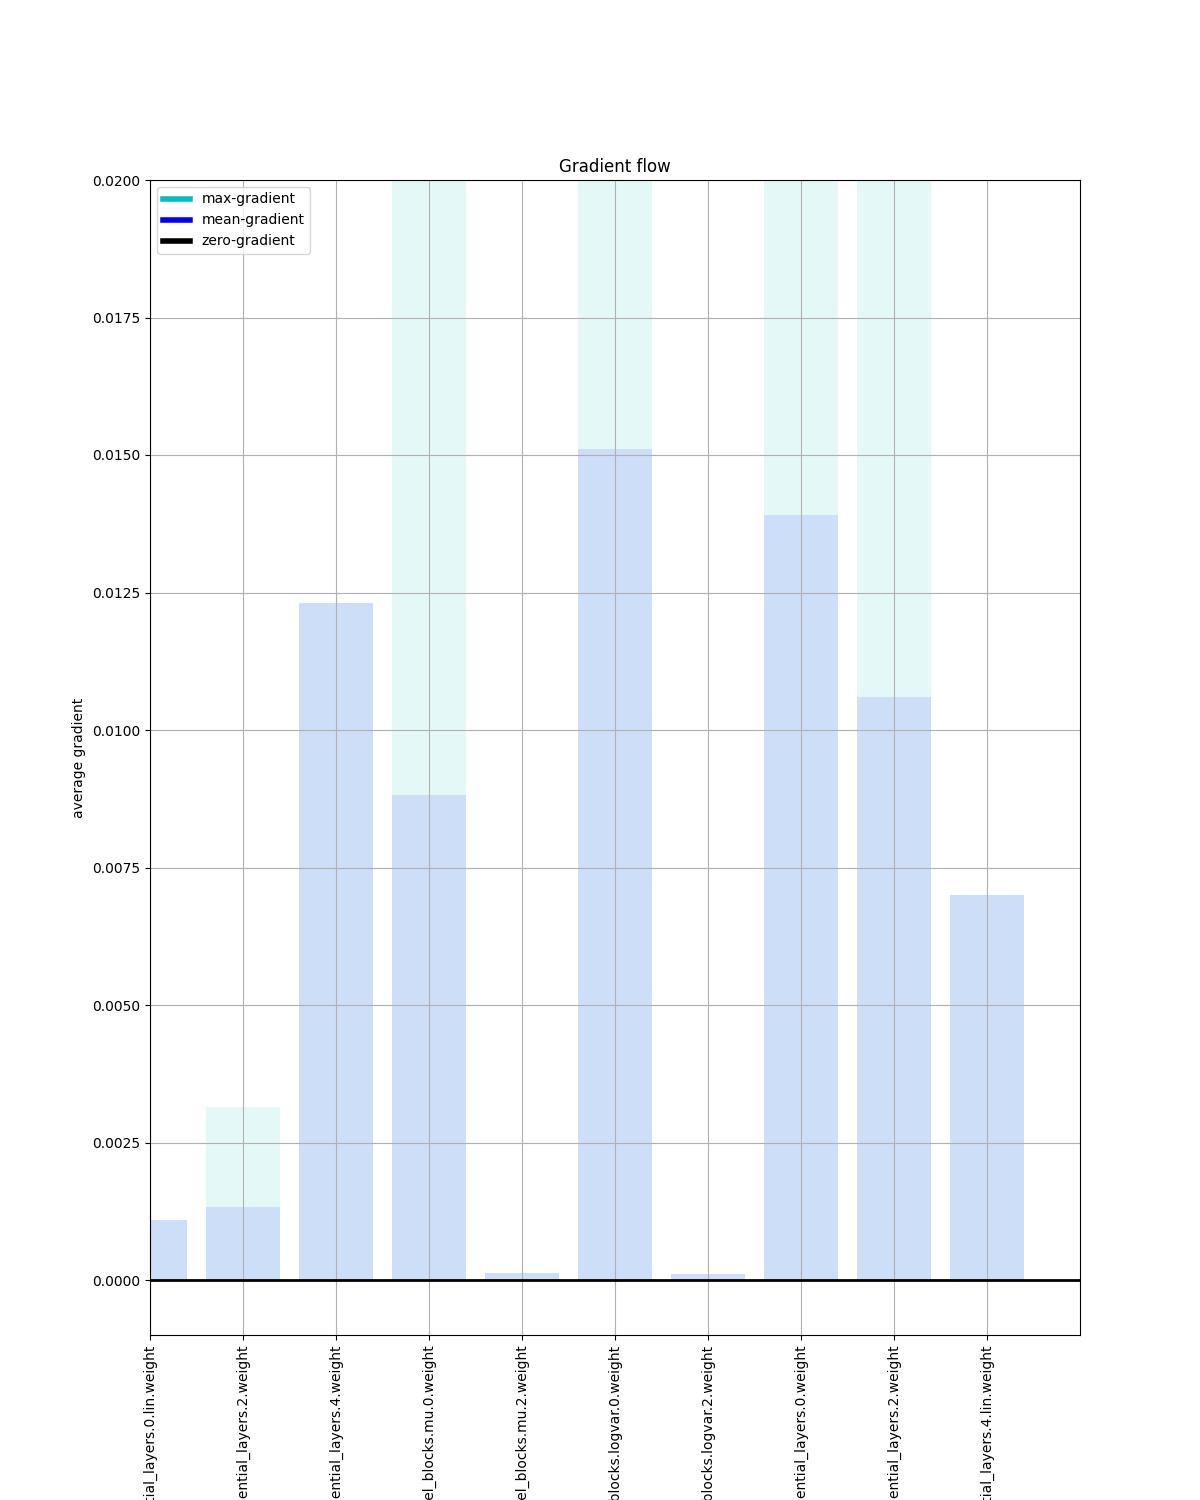 Gradient flow
max-gradient
mean-gradient
zero-gradient
average gradient
0.0200
0.0175
0.0150
0.0125
0.0100
0.0075
0.0050
0.0025
0.0000
tial_layers.0.lin.weight
ential_layers.2.weight
ential_layers.4.weight
el_blocks.mu.0.weight
el_blocks.mu.2.weight
blocks.logvar.0.weight
blocks.logvar.2.weight
ential_layers.0.weight
ential_layers.2.weight
tial_layers.4.lin.weight